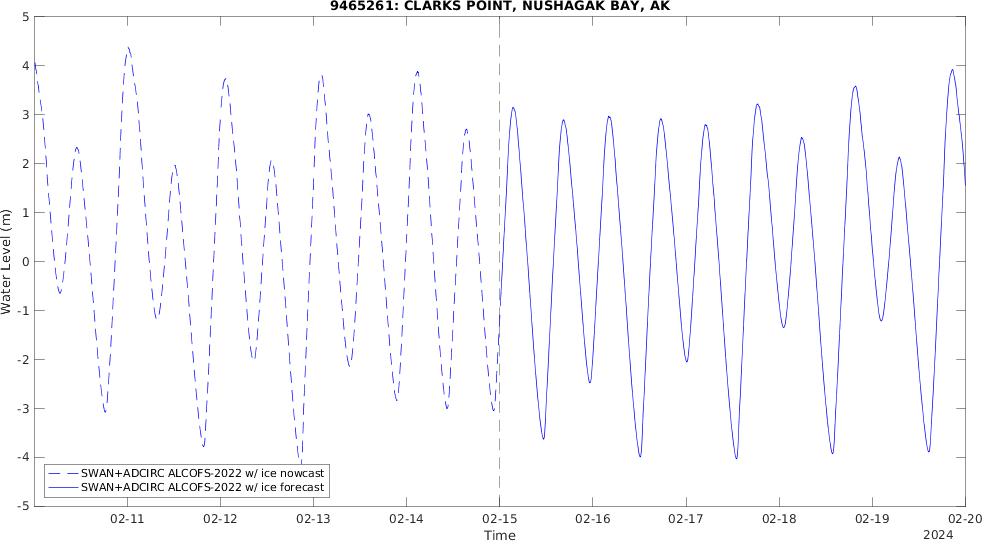 9465261: CLARKS POINT, NUSHAGAK BAY, AK
5
4
3
2
1
0
-1
-2
-3
-4
-5
Water Level (m)
SWAN+ADCIRC ALCOFS-2022 w/ ice nowcast
SWAN+ADCIRC ALCOFS-2022 w/ ice forecast
02-11 02-12 02-13 02-14 02-15 02-16 02-17 02-18 02-19 02-20
Time
2024